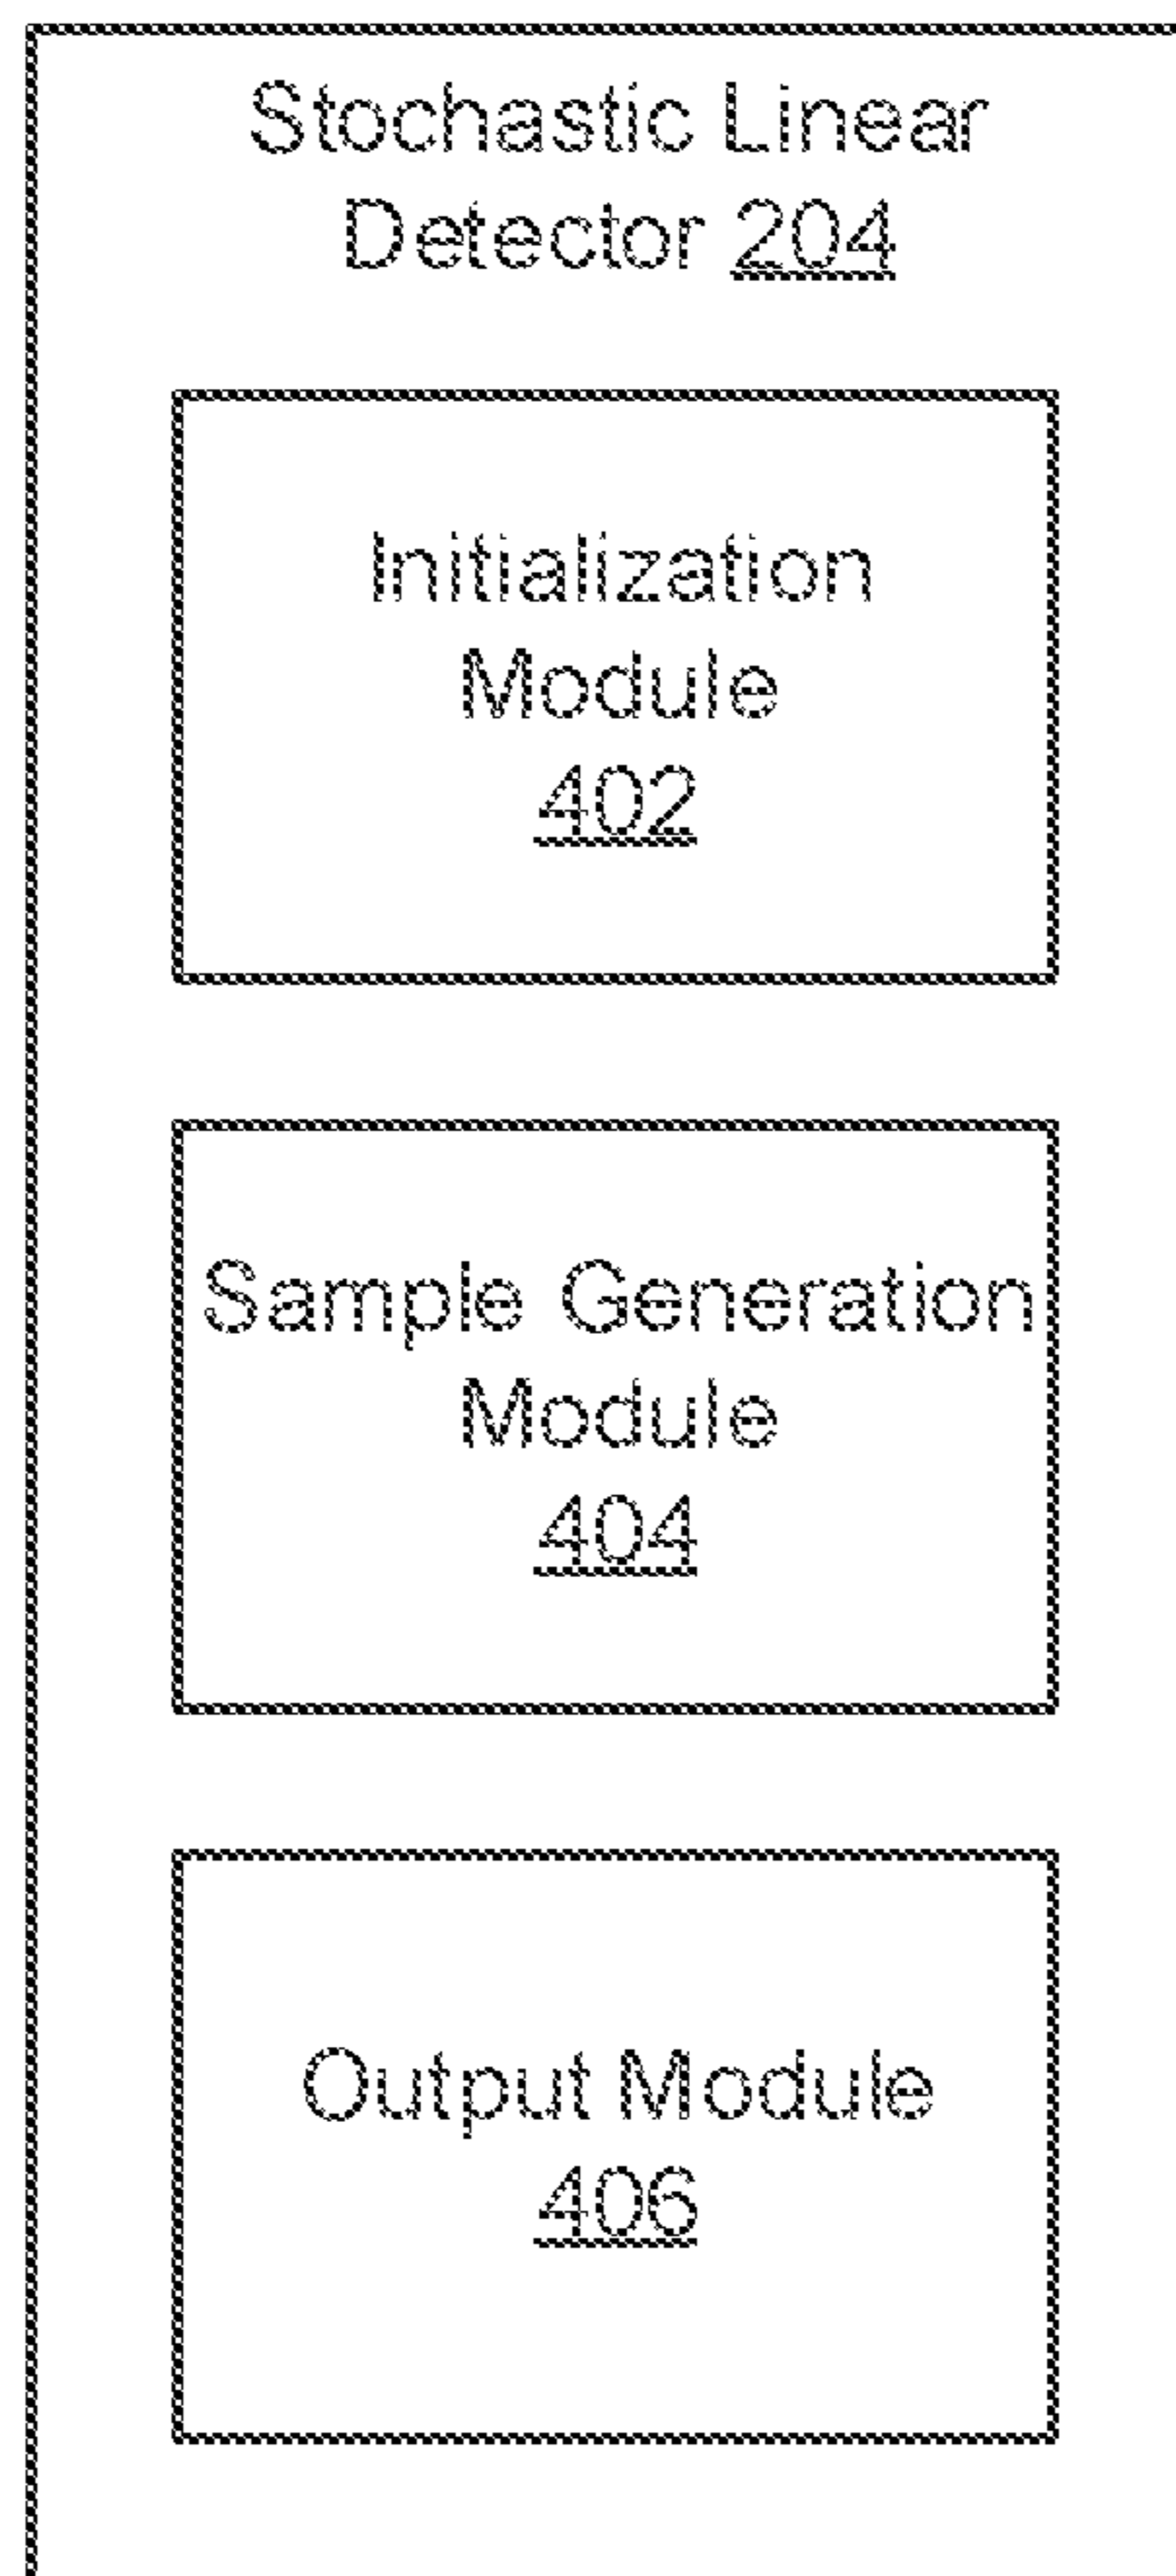 Stochastic Linear
Detector 204
Initialization
Module
402
Sample Generation
Module
404
Output Module
406